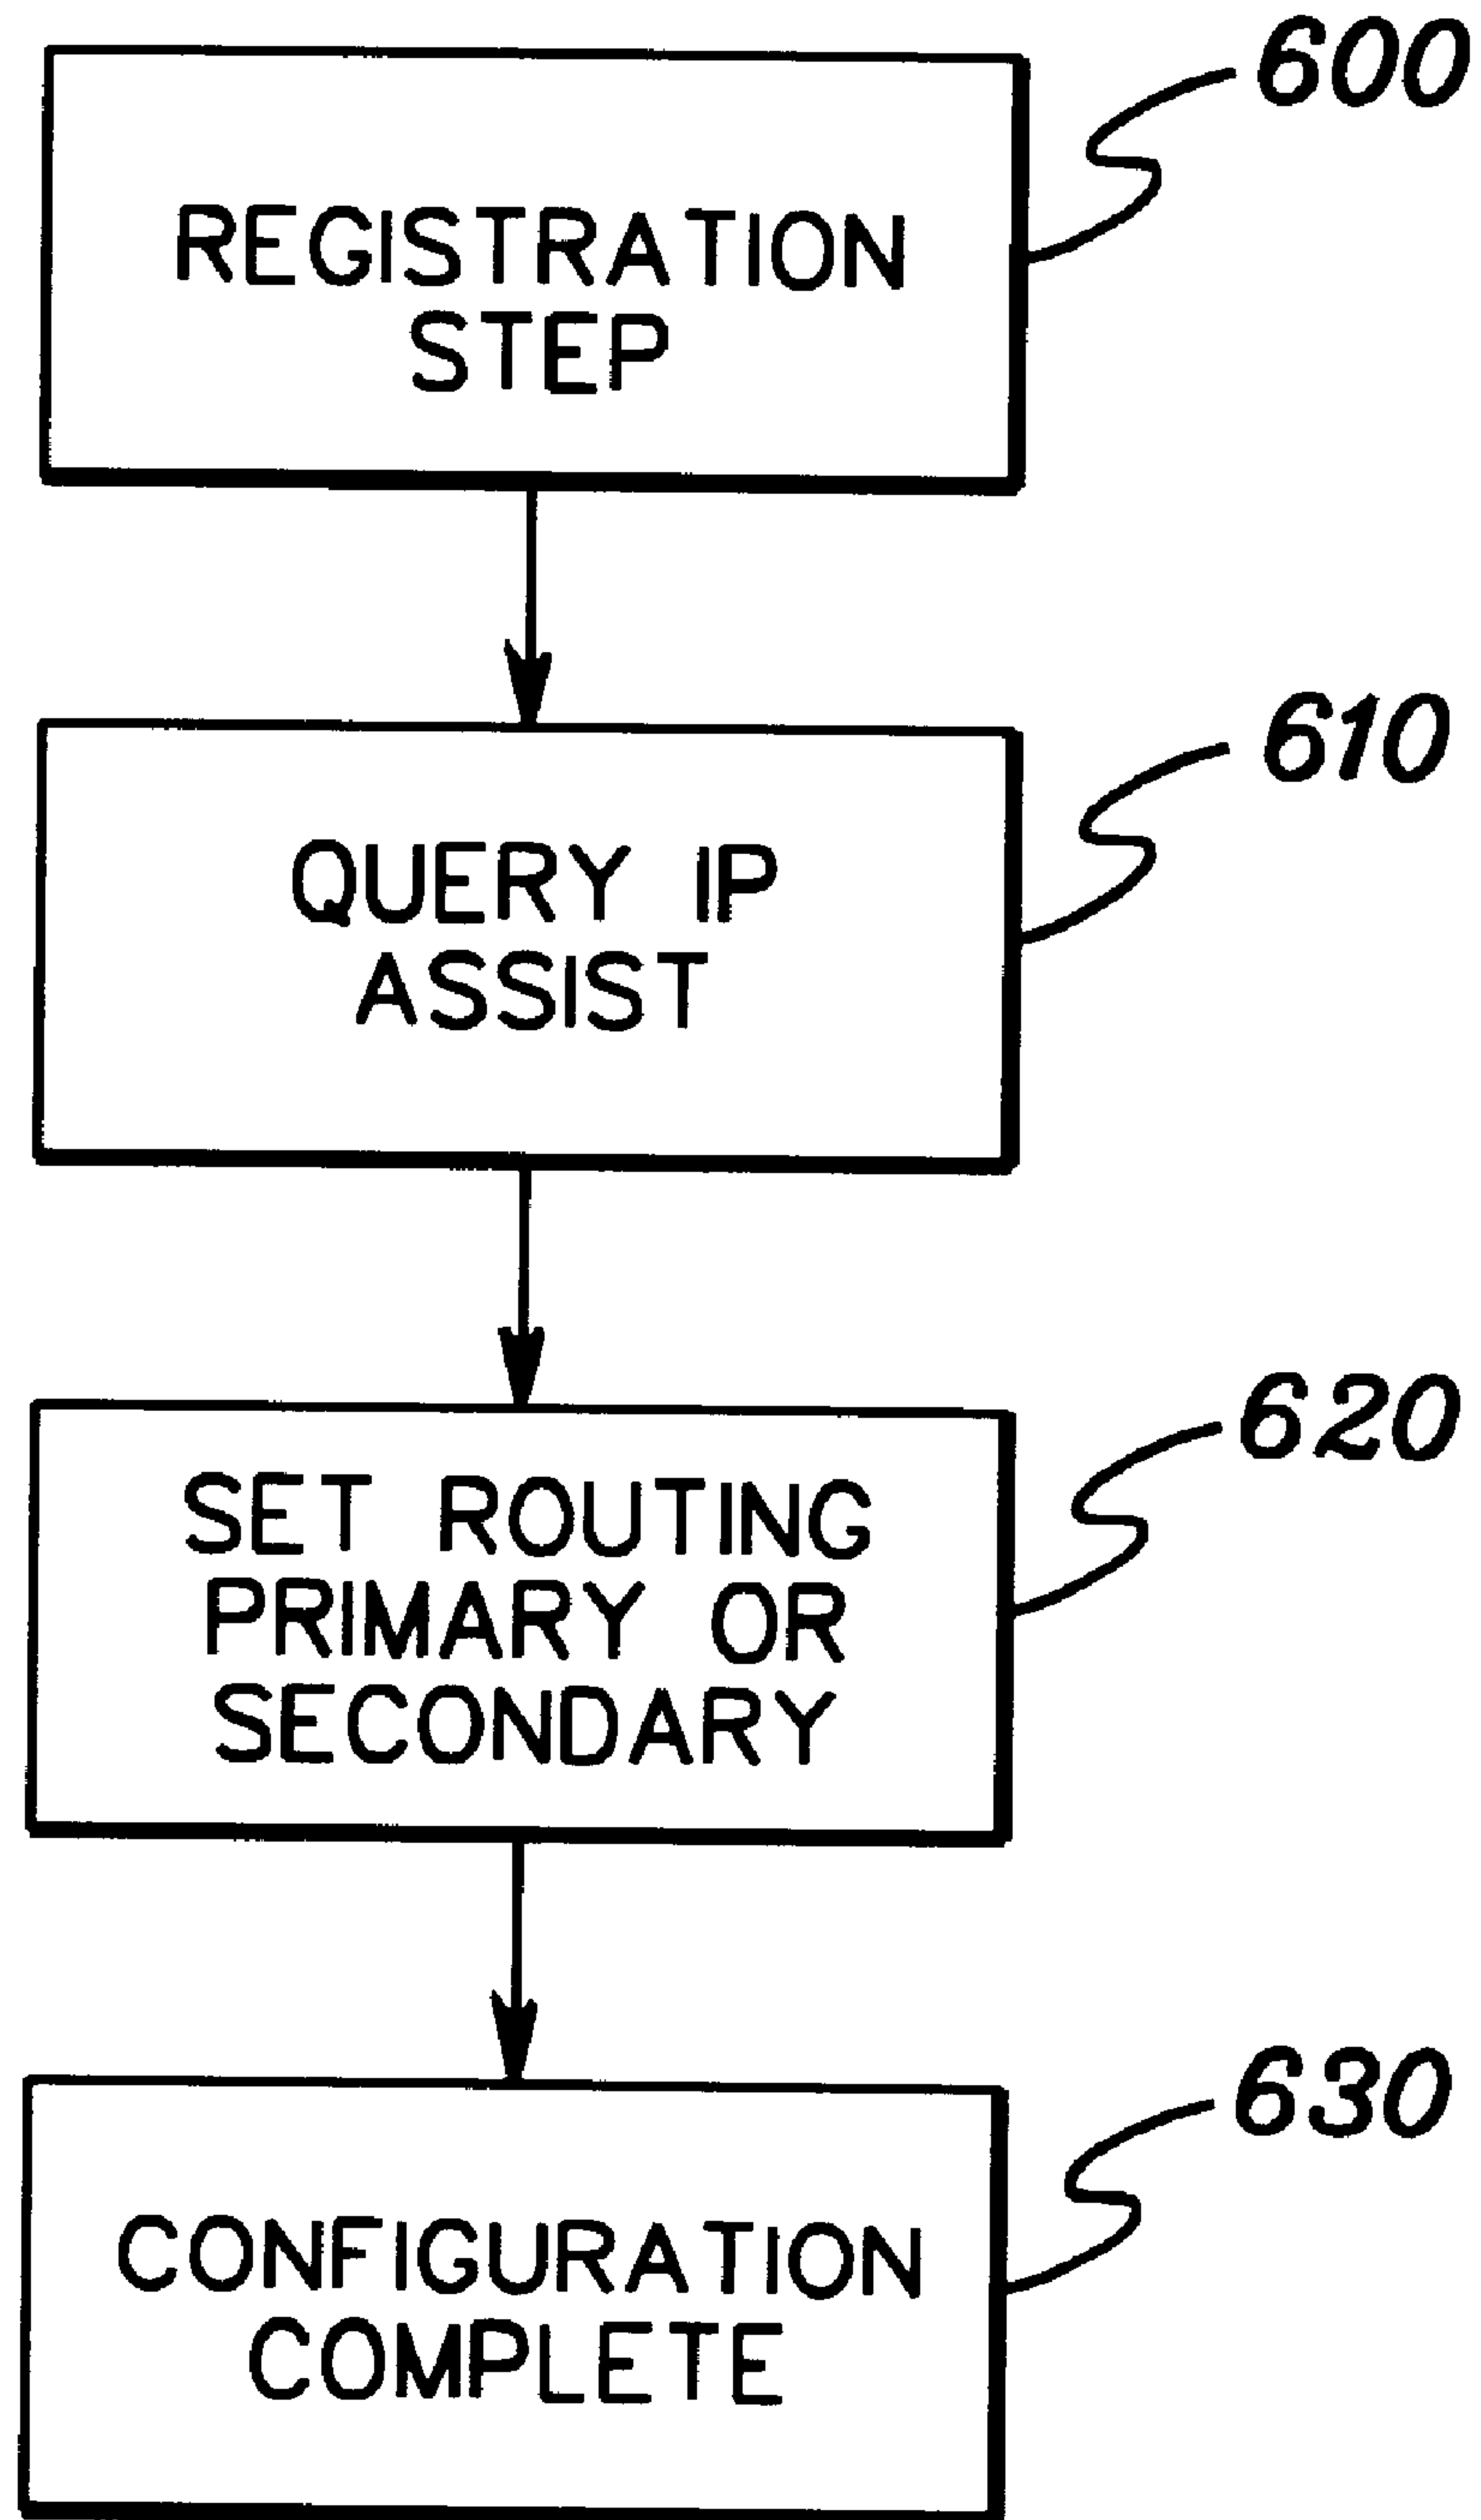 600
REGISTRATION
STEP
610
QUERY IP
ASSIST
620
SET ROUTING
PRIMARY OR
SECONDARY
630
CONFIGURATION
COMPLETE